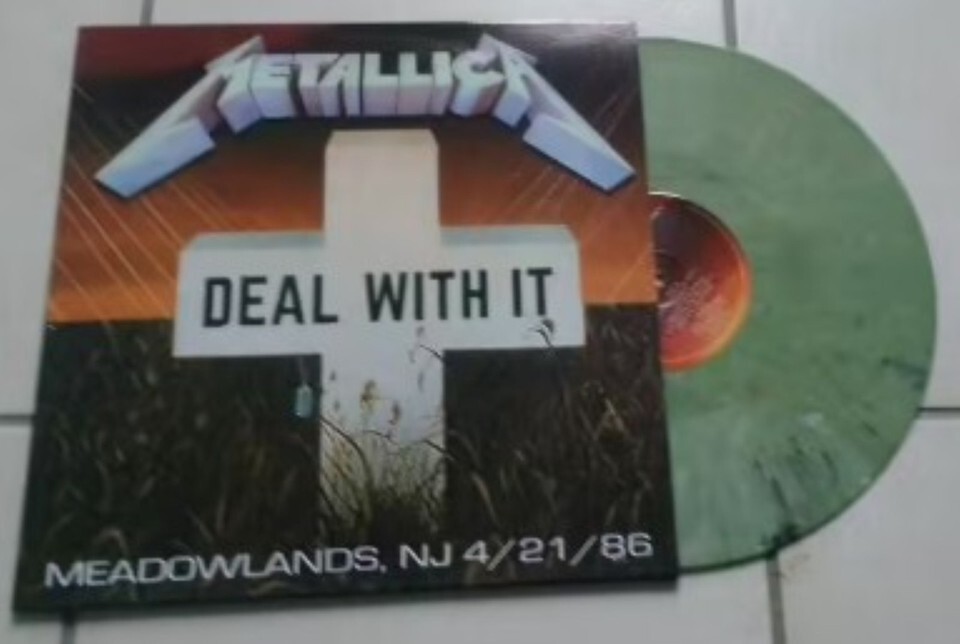 METALLICA
DEAL WITH IT
MEADOWLANDS, NJ 4/21/86